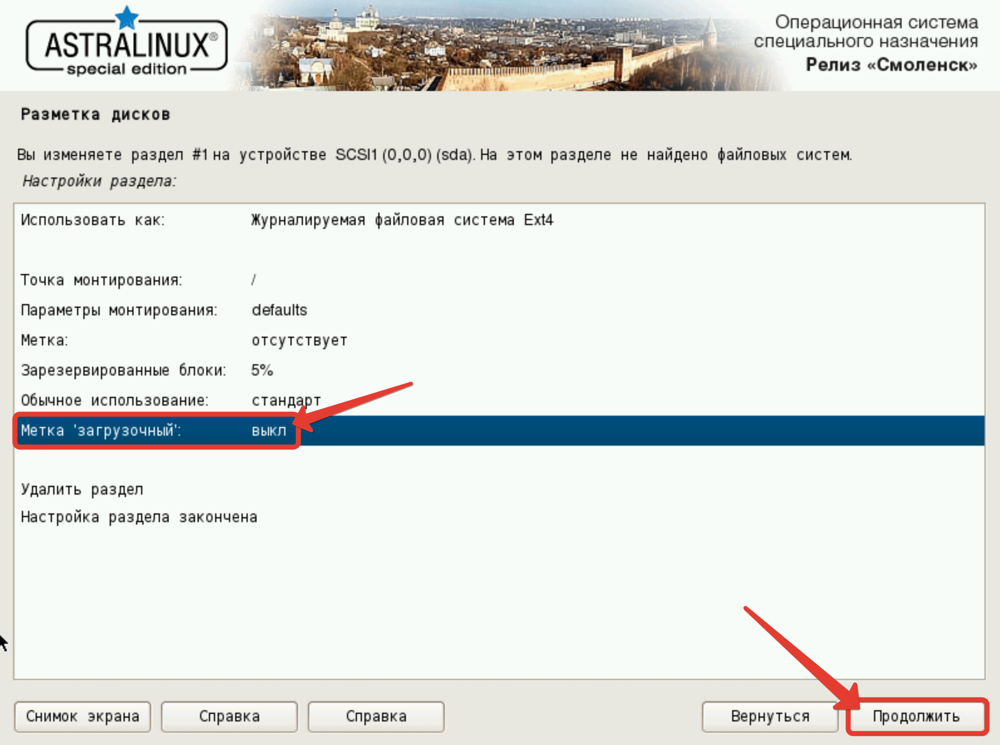 ASTRALINUX®
special edition
Операционная система
специального назначения
Релиз «Смоленск»
Разметка дисков
Вы изменяете раздел #1 на устройстве SCSI1 (0,0,0) (sda). На этом разделе не найдено файловых систем.
Настройки раздела:
Использовать как: Журналируемая файловая система Ext4
Точка монтирования: /
Параметры монтирования: defaults
Метка: отсутствует
Зарезервированные блоки: 5%
Обычное использование: стандарт
Метка 'загрузочный': выкл
Удалить раздел
Настройка раздела закончена
Снимок экрана Справка Справка Вернуться Продолжить